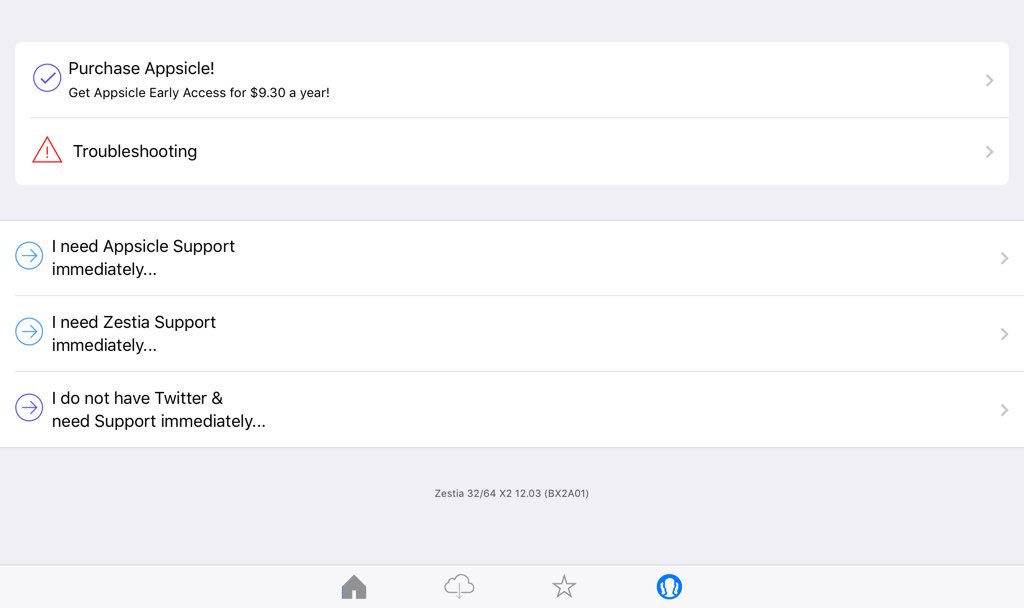 Purchase Appsicle!
Get Appsicle Early Access for $9.30 a year!
Troubleshooting
I need Appsicle Support
immediately...
I need Zestia Support
immediately...
I do not have Twitter &
need Support immediately...
Zestia 32/64 X2 12.03 (BX2A01)